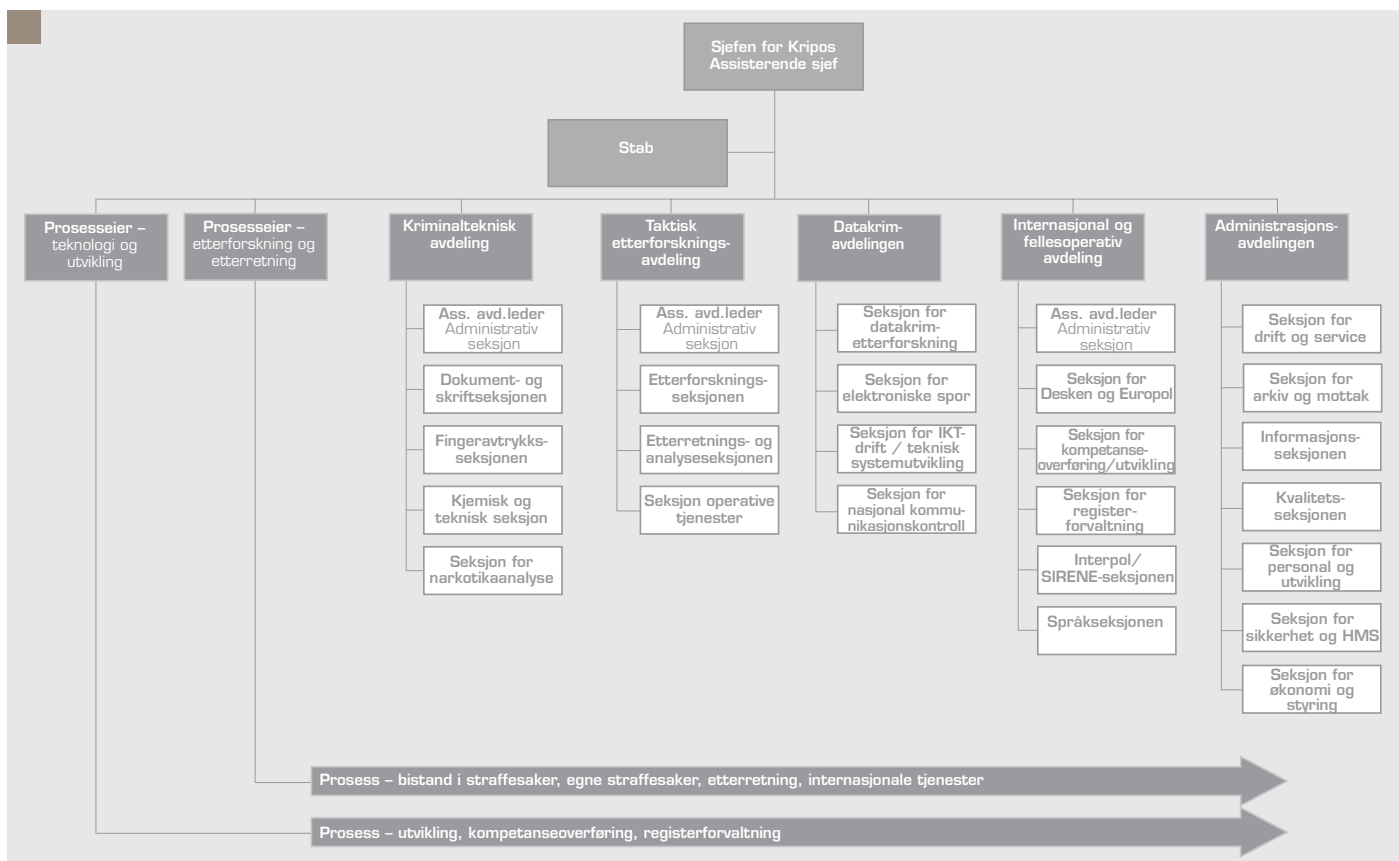 Sjefen for Kripos
Assisterende sjef
Stab
Prosesseier –
teknologi og
utvikling
Prosesseier –
etterforskning og
etterretning
Kriminalteknisk
avdeling
Taktisk
etterforsknings-
avdeling
Datakrim-
avdelingen
Internasjonal og
fellesoperativ
avdeling
Administrasjons-
avdelingen
Ass. avd.leder
Administrativ
seksjon
Dokument- og
skriftseksjonen
Fingeravtrykks-
seksjonen
Kjemisk og
teknisk seksjon
Seksjon for
narkotikaanalyse
Ass. avd.leder
Administrativ
seksjon
Etterforsknings-
seksjonen
Etterretnings- og
analyseseksjonen
Seksjon operative
tjenester
Seksjon for
datakrim-
etterforskning
Seksjon for
elektroniske spor
Seksjon for IKT-
drift / teknisk
systemutvikling
Seksjon for
nasjonal kommu-
nikasjonskontroll
Ass. avd.leder
Administrativ
seksjon
Seksjon for
Desken og Europol
Seksjon for
kompetanse-
overføring/utvikling
Seksjon for
register-
forvaltning
Interpol/
SIRENE-seksjonen
Språkseksjonen
Seksjon for
drift og service
Seksjon for
arkiv og mottak
Informasjons-
seksjonen
Kvalitets-
seksjonen
Seksjon for
personal og
utvikling
Seksjon for
sikkerhet og HMS
Seksjon for
økonomi og
styring
Prosess – bistand i straffesaker, egne straffesaker, etterretning, internasjonale tjenester
Prosess – utvikling, kompetanseoverføring, registerforvaltning